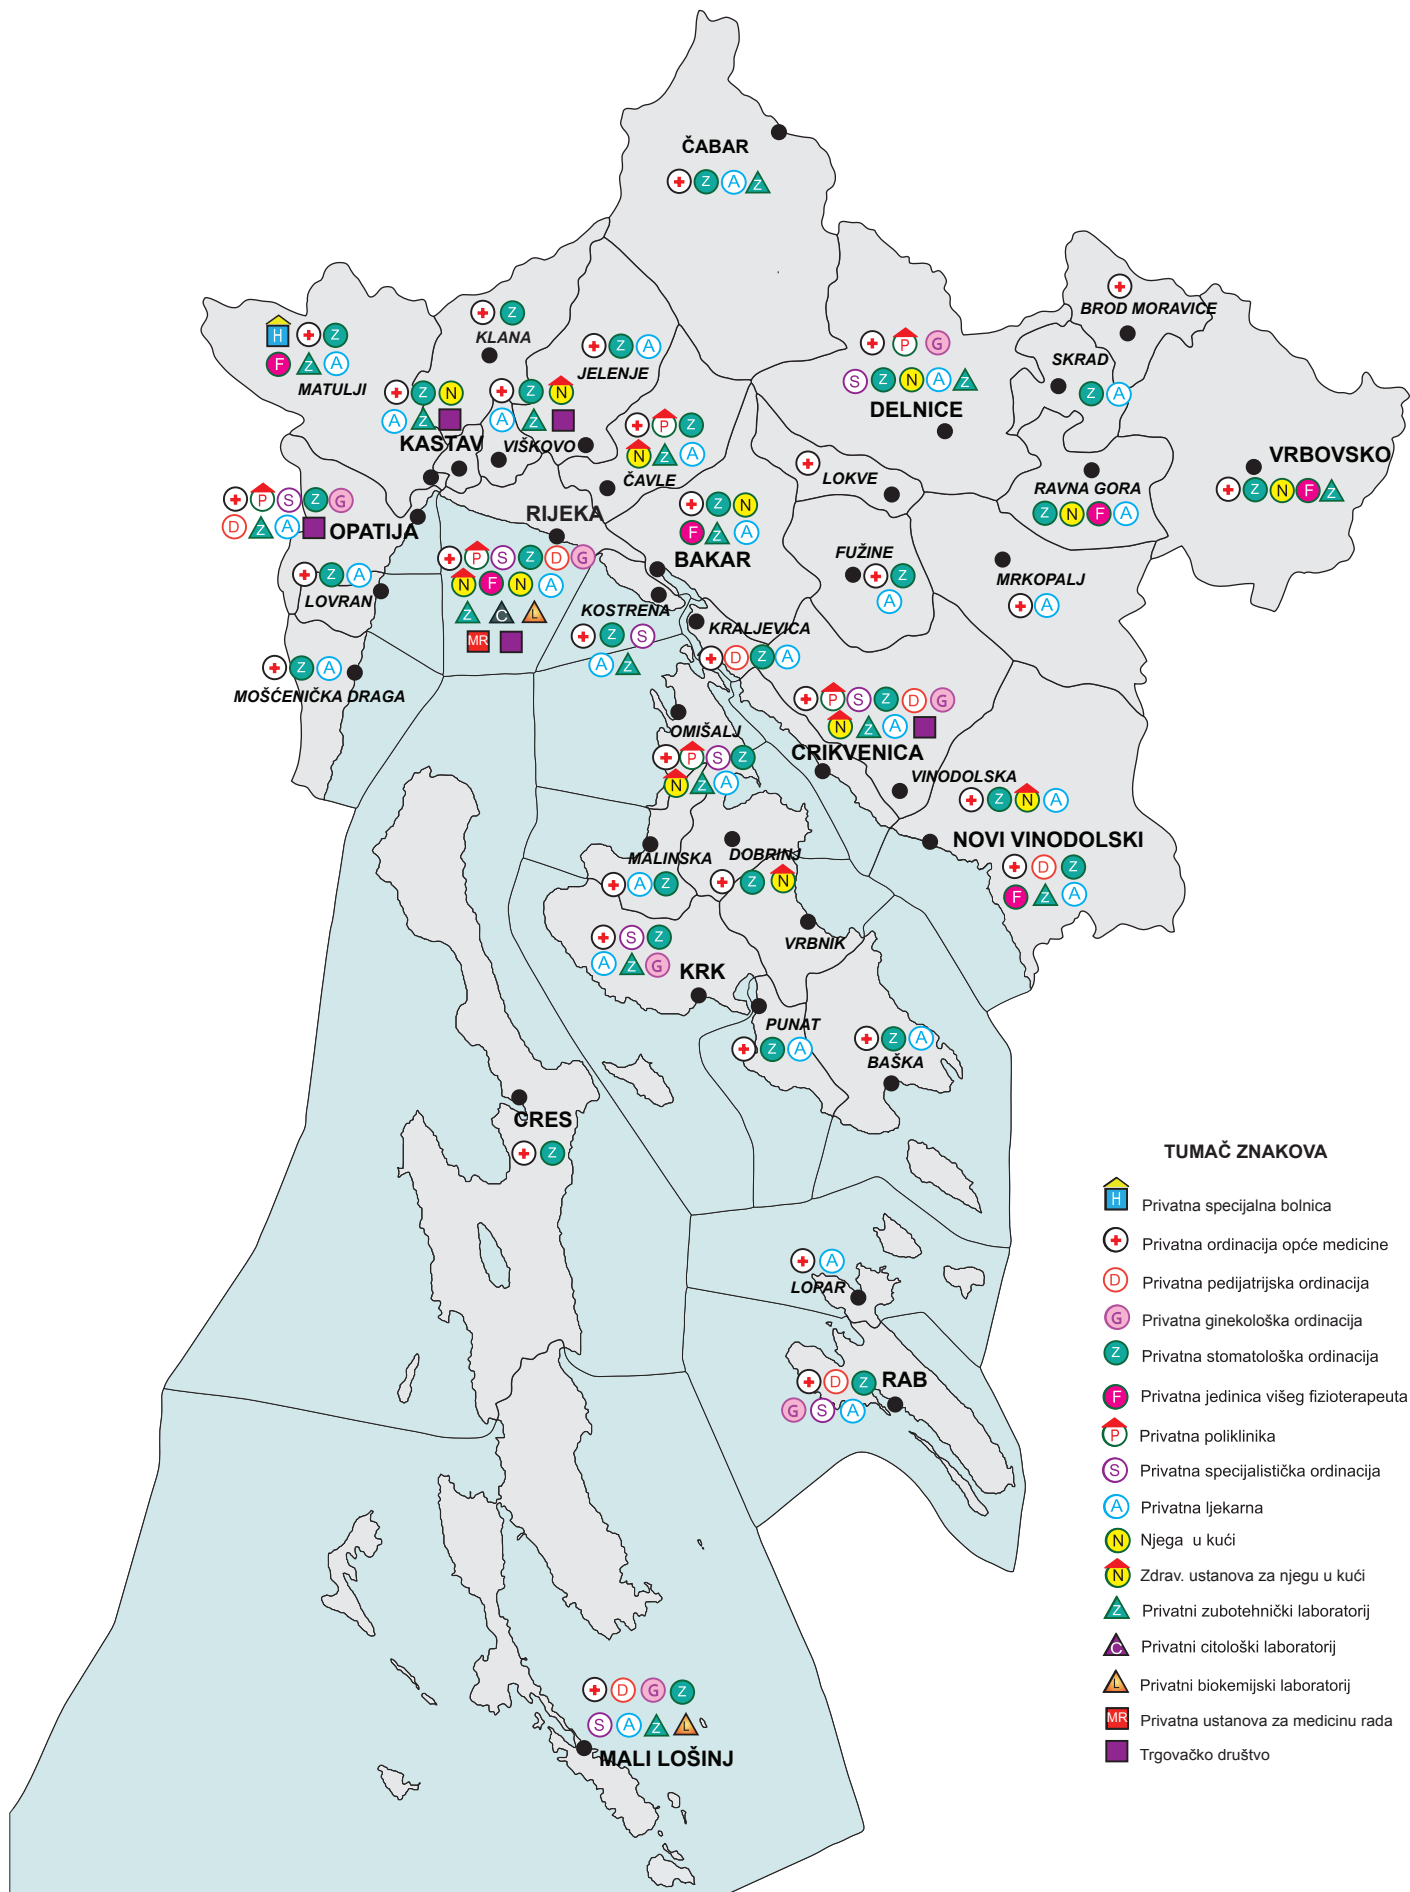 ČABAR
Z A Z
BROD MORAVICE
H Z
F Z A
MATULJI
Z
KLANA
Z A
JELENJE
P G
S Z N A Z
DELNICE
SKRAD
Z A
Z N
A Z
KASTAV
Z N
A Z
VIŠKOVO
P Z
N Z A
ČAVLE
LOKVE
RAVNA GORA
Z N F A
VRBOVSKO
Z N F Z
P S Z G
D Z A
OPATIJA
RIJEKA
P S Z D G
N F N A
Z C L
MR
Z N
F Z A
BAKAR
FUŽINE
Z
A
MRKOPALJ
A
Z A
LOVRAN
KOSTRENA
Z S
A Z
KRALJEVICA
D Z A
Z A
MOŠĆENIČKA DRAGA
P S Z D G
N Z A
CRIKVENICA
OMIŠALJ
P S Z
N Z A
VINODOLSKA
Z N A
NOVI VINODOLSKI
D Z
F Z A
MALINSKA
A Z
DOBRINJ
Z N
VRBNIK
S Z
A Z G
KRK
PUNAT
Z A
Z A
BAŠKA
CRES
Z
A
LOPAR
D Z
RAB
G S A
D G Z
S A Z L
MALI LOŠINJ
TUMAČ ZNAKOVA
H Privatna specijalna bolnica
Privatna ordinacija opće medicine
D Privatna pedijatrijska ordinacija
G Privatna ginekološka ordinacija
Z Privatna stomatološka ordinacija
F Privatna jedinica višeg fizioterapeuta
P Privatna poliklinika
S Privatna specijalistička ordinacija
A Privatna ljekarna
N Njega u kući
N Zdrav. ustanova za njegu u kući
Z Privatni zubotehnički laboratorij
C Privatni citološki laboratorij
L Privatni biokemijski laboratorij
MR Privatna ustanova za medicinu rada
Trgovačko društvo